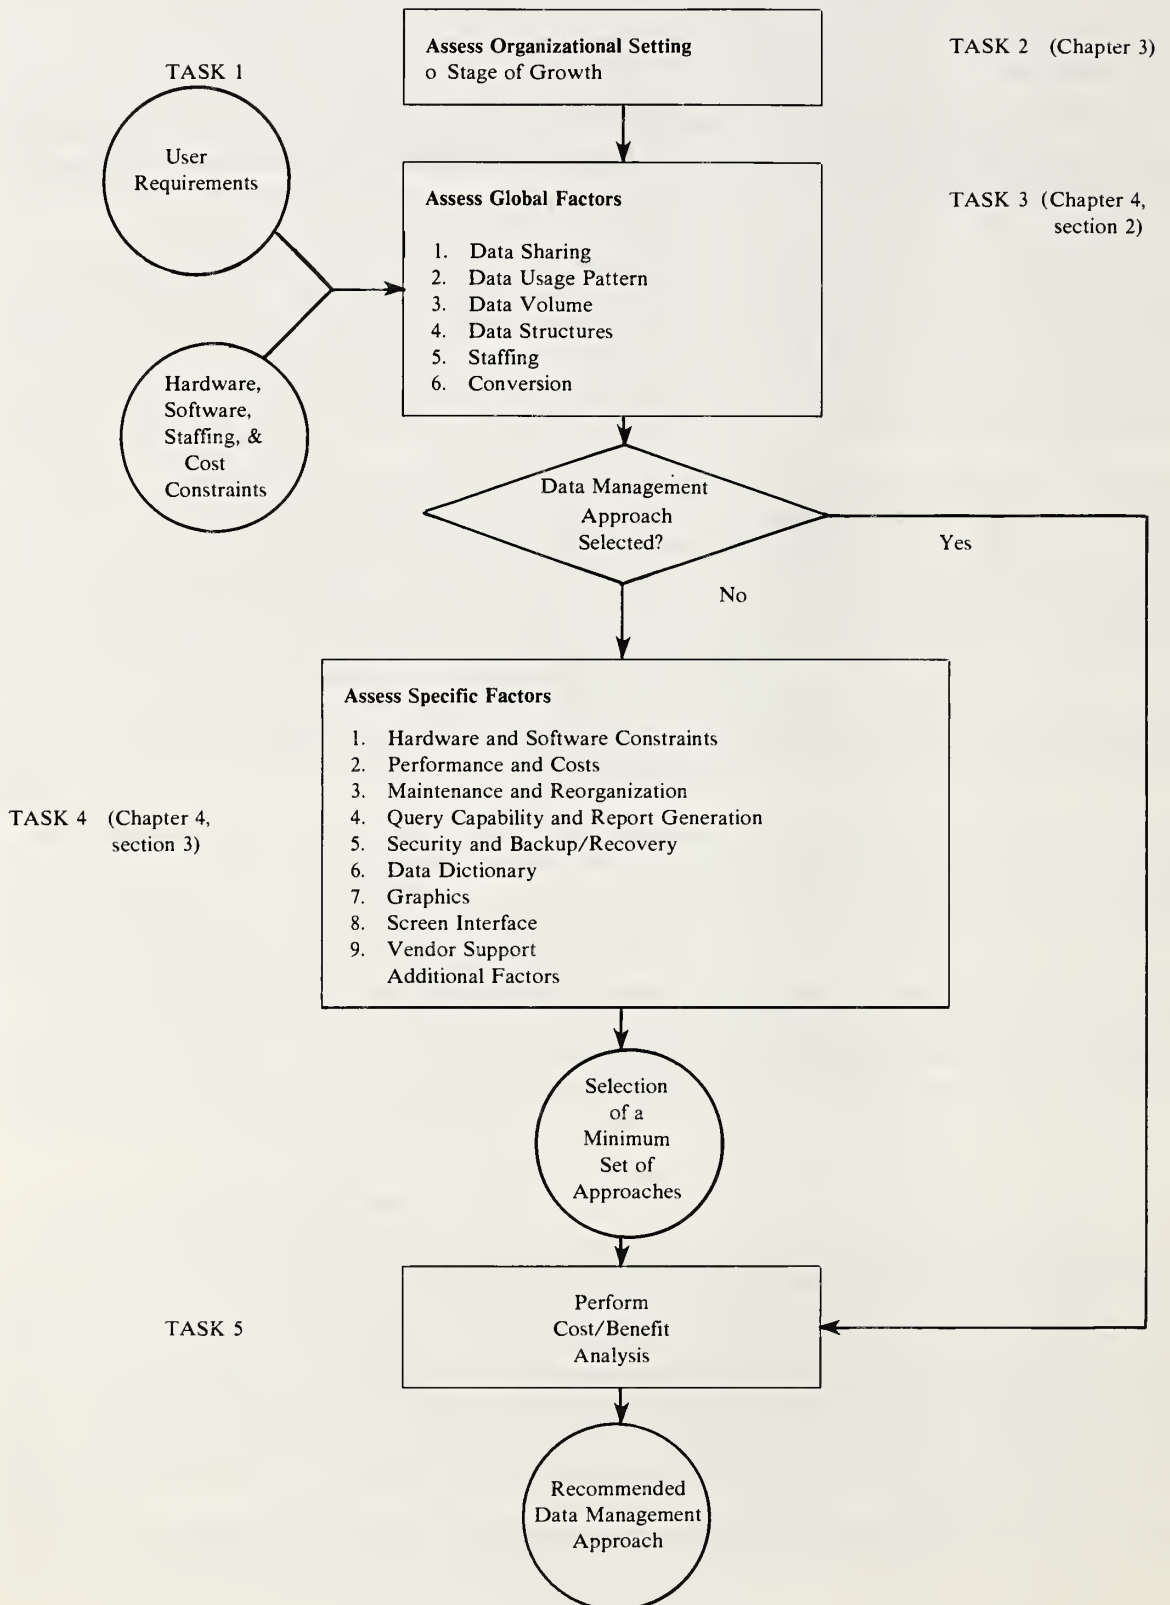 Assess Organizational Setting
o Stage of Growth
TASK 2 (Chapter 3)
TASK 1
User
Requirements
Assess Global Factors
1. Data Sharing
2. Data Usage Pattern
3. Data Volume
4. Data Structures
5. Staffing
6. Conversion
TASK 3 (Chapter 4,
section 2)
Hardware,
Software,
Staffing, &
Cost
Constraints
Data Management
Approach
Selected?
Yes
No
Assess Specific Factors
1. Hardware and Software Constraints
2. Performance and Costs
3. Maintenance and Reorganization
4. Query Capability and Report Generation
5. Security and Backup/Recovery
6. Data Dictionary
7. Graphics
8. Screen Interface
9. Vendor Support
Additional Factors
TASK 4 (Chapter 4,
section 3)
Selection
of a
Minimum
Set of
Approaches
TASK 5
Perform
Cost/Benefit
Analysis
Recommended
Data Management
Approach